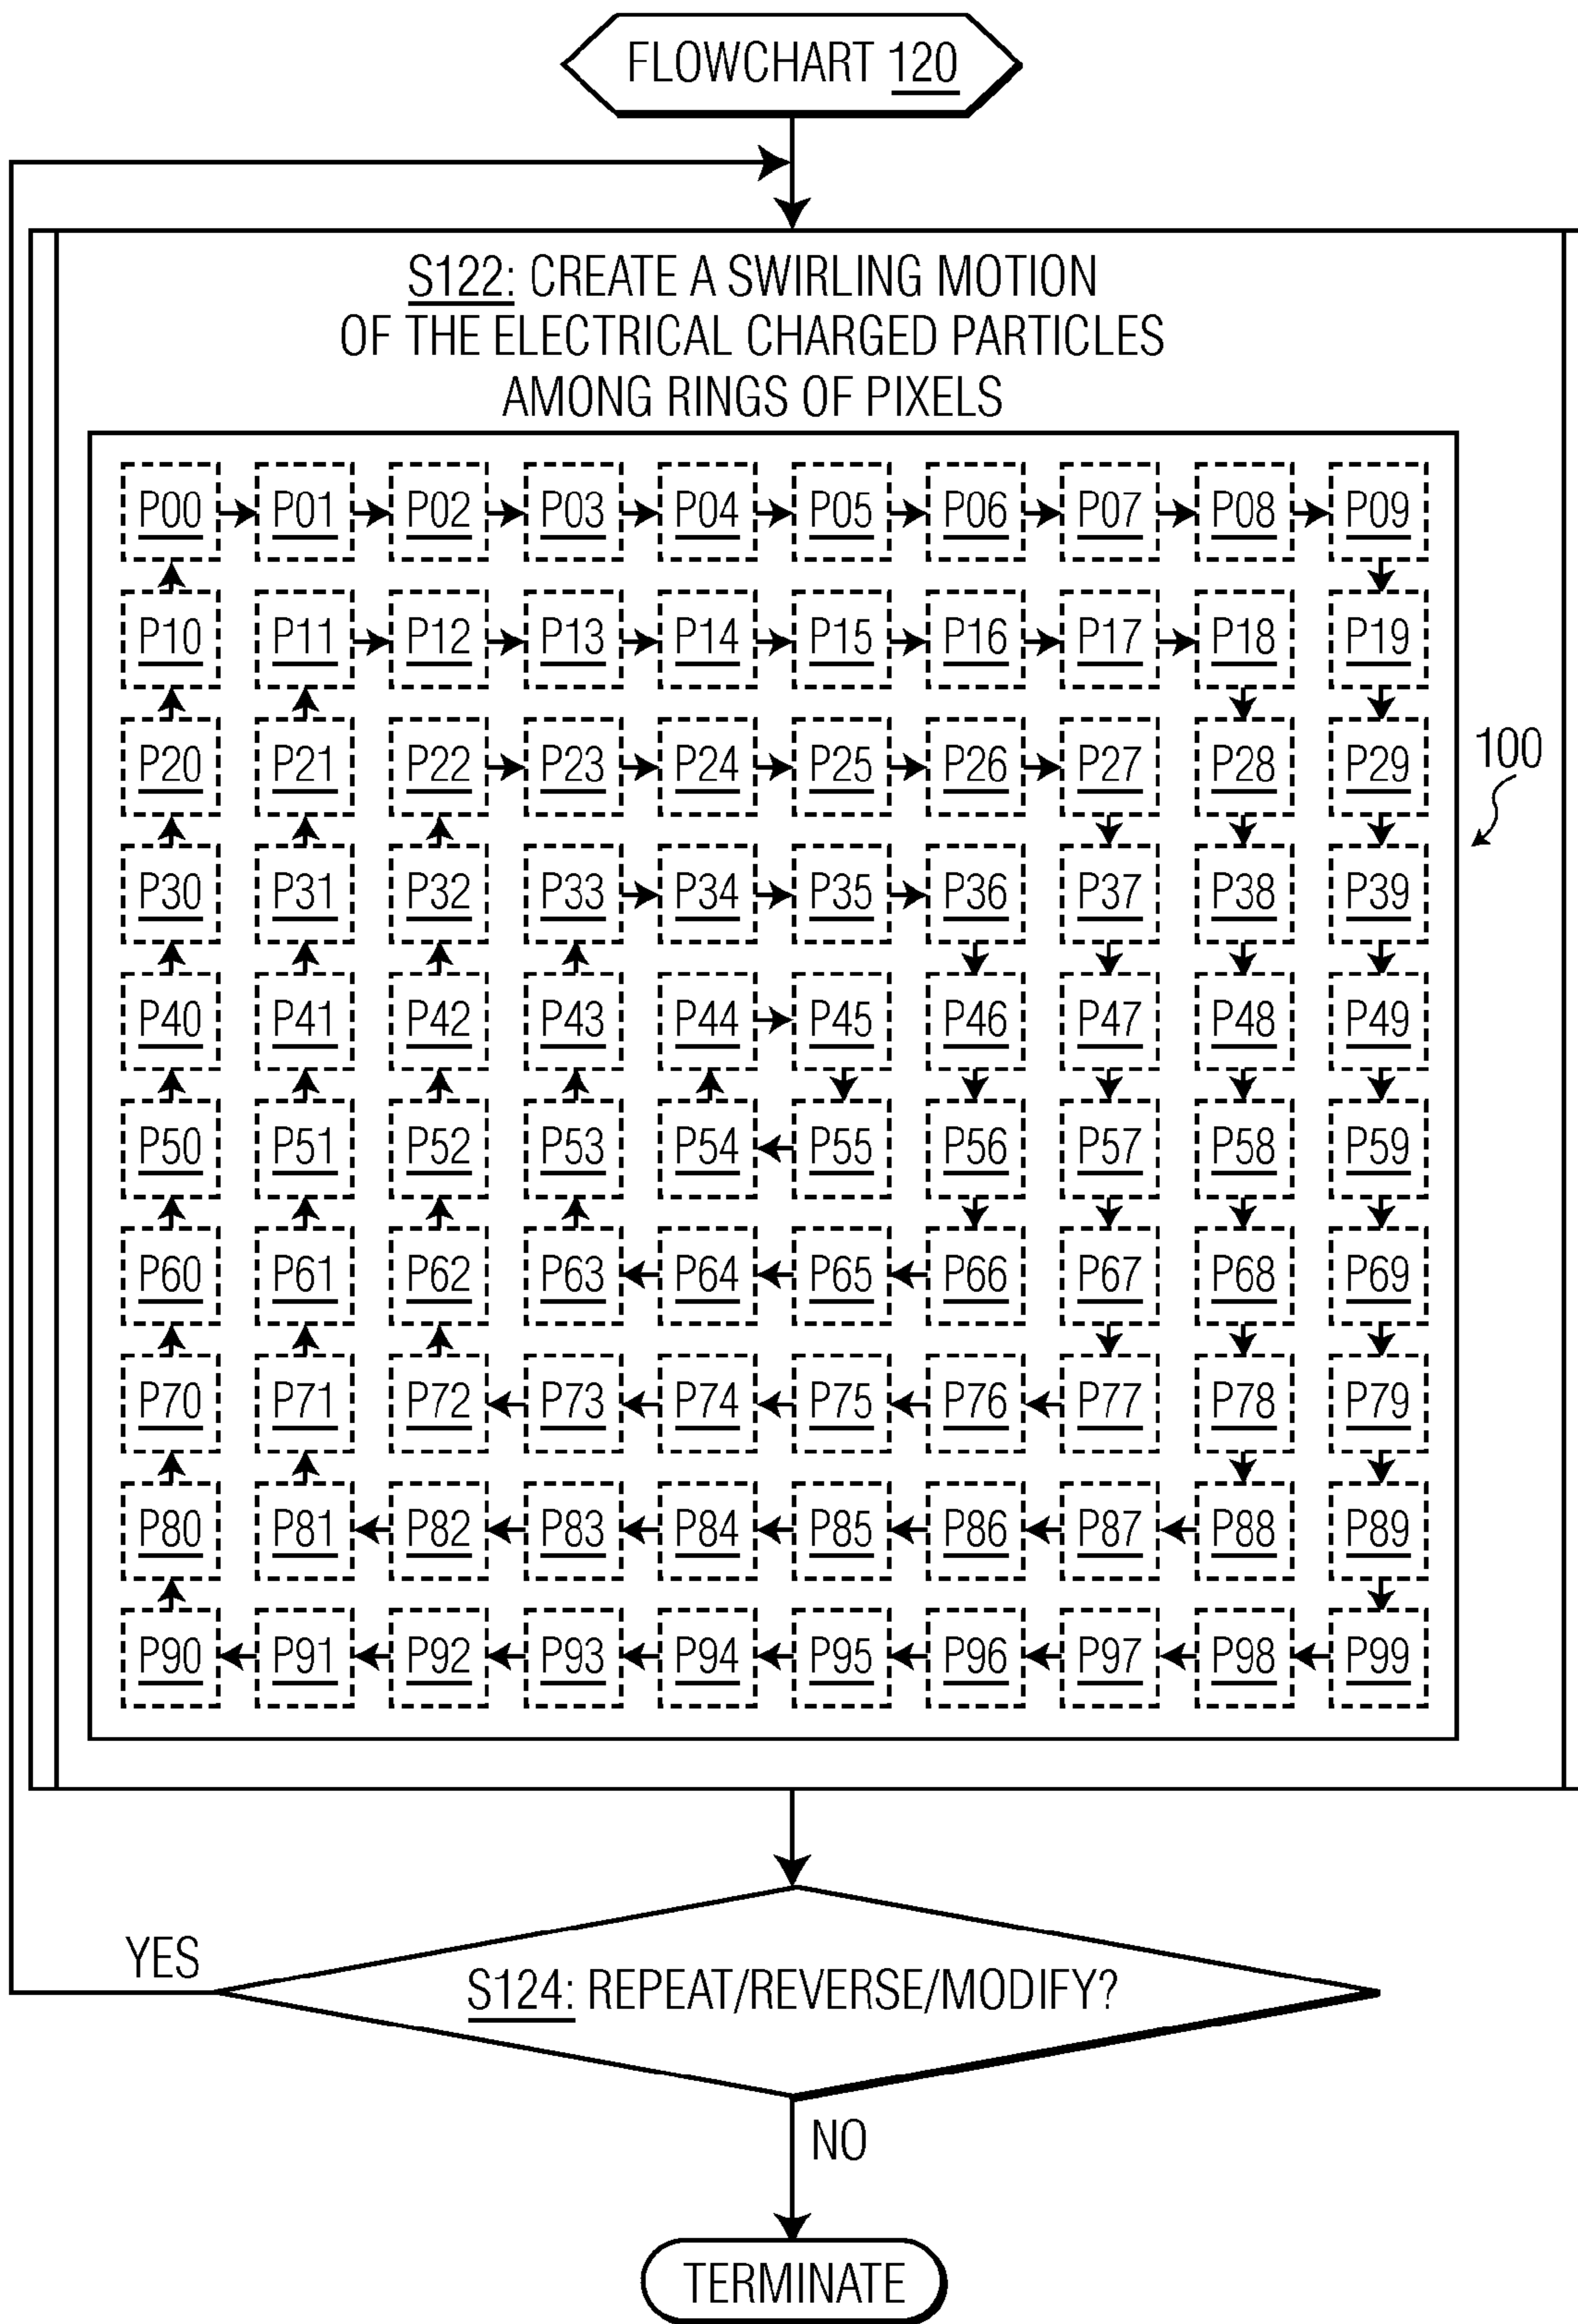 FLOWCHART 120
S122: CREATE A SWIRLING MOTION
OF THE ELECTRICAL CHARGED PARTICLES
AMONG RINGS OF PIXELS
P00 P01 P02 P03 P04 P05 P06 P07 P08 P09
P10 P11 P12 P13 P14 P15 P16 P17 P18 P19
P20 P21 P22 P23 P24 P25 P26 P27 P28 P29
100
P30 P31 P32 P33 P34 P35 P36 P37 P38 P39
P40 P41 P42 P43 P44 P45 P46 P47 P48 P49
P50 P51 P52 P53 P54 P55 P56 P57 P58 P59
P60 P61 P62 P63 P64 P65 P66 P67 P68 P69
P70 P71 P72 P73 P74 P75 P76 P77 P78 P79
P80 P81 P82 P83 P84 P85 P86 P87 P88 P89
P90 P91 P92 P93 P94 P95 P96 P97 P98 P99
YES
S124: REPEAT/REVERSE/MODIFY?
NO
TERMINATE